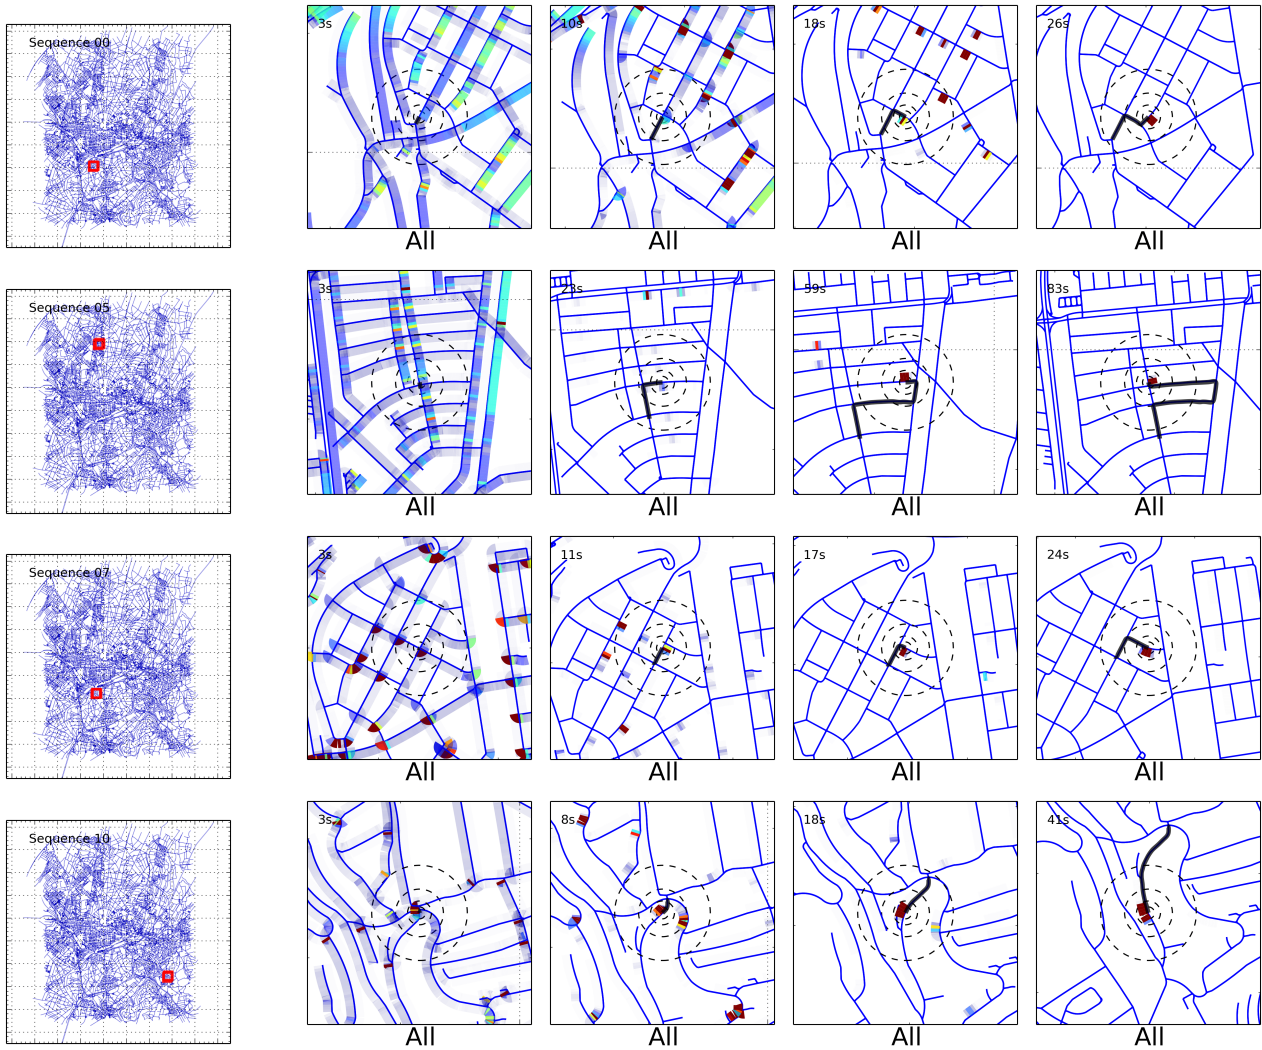 Sequence 00
3s
10s
18s
26s
All
All
All
All
Sequence 05
3s
23s
59s
83s
All
All
All
All
Sequence 07
3s
11s
17s
24s
All
All
All
All
Sequence 10
3s
8s
18s
41s
All
All
All
All